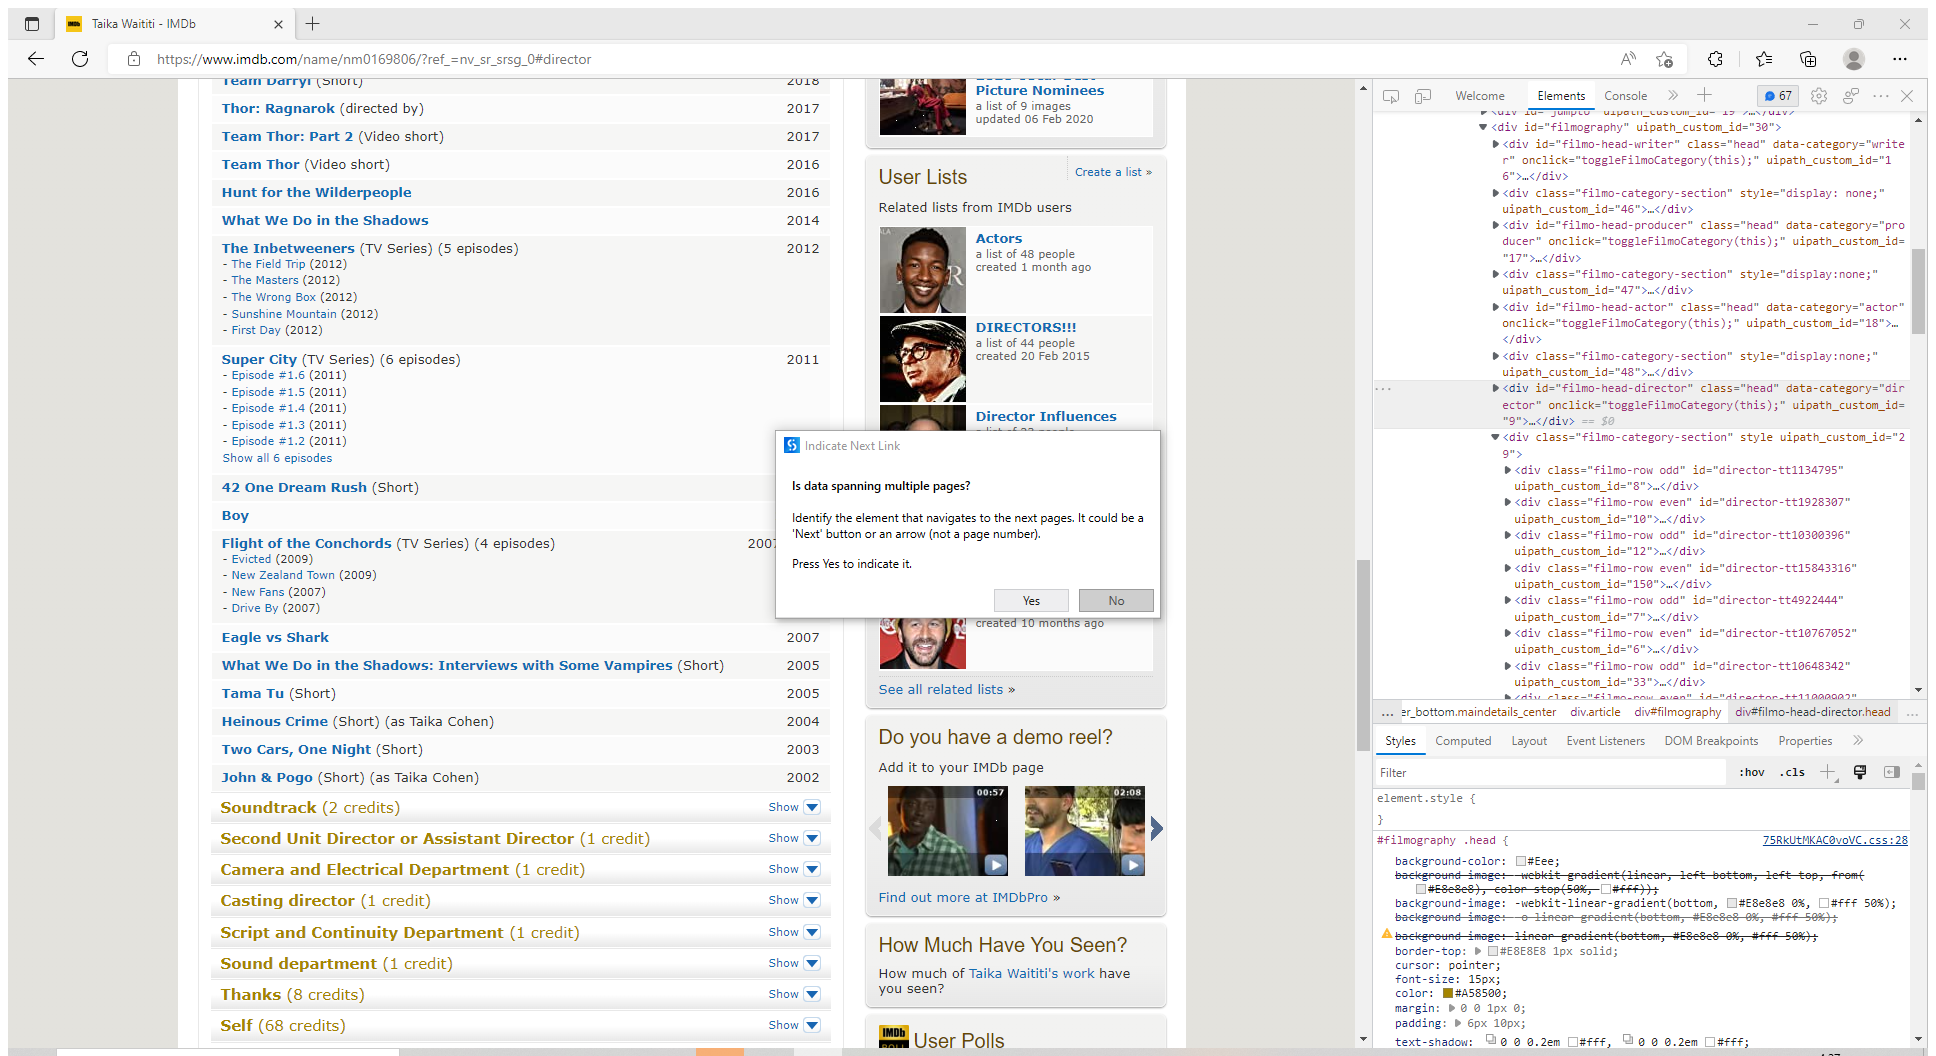 Taika Waititi - IMDb
https://www.imdb.com/name/nm0169806/?ref_=nv_sr_srsg_0#director
Team Darryl (Short) 2018
Thor: Ragnarok (directed by) 2017
Team Thor: Part 2 (Video short) 2017
Team Thor (Video short) 2016
Hunt for the Wilderpeople 2016
What We Do in the Shadows 2014
The Inbetweeners (TV Series) (5 episodes) 2012
- The Field Trip (2012)
- The Masters (2012)
- The Wrong Box (2012)
- Sunshine Mountain (2012)
- First Day (2012)
Super City (TV Series) (6 episodes) 2011
- Episode #1.6 (2011)
- Episode #1.5 (2011)
- Episode #1.4 (2011)
- Episode #1.3 (2011)
- Episode #1.2 (2011)
Show all 6 episodes
42 One Dream Rush (Short)
Boy
Flight of the Conchords (TV Series) (4 episodes) 2007
- Evicted (2009)
- New Zealand Town (2009)
- New Fans (2007)
- Drive By (2007)
Eagle vs Shark 2007
What We Do in the Shadows: Interviews with Some Vampires (Short) 2005
Tama Tu (Short) 2005
Heinous Crime (Short) (as Taika Cohen) 2004
Two Cars, One Night (Short) 2003
John & Pogo (Short) (as Taika Cohen) 2002
Soundtrack (2 credits) Show
Second Unit Director or Assistant Director (1 credit) Show
Camera and Electrical Department (1 credit) Show
Casting director (1 credit) Show
Script and Continuity Department (1 credit) Show
Sound department (1 credit) Show
Thanks (8 credits) Show
Self (68 credits) Show
Picture Nominees
a list of 9 images
updated 06 Feb 2020
User Lists
Create a list »
Related lists from IMDb users
Actors
a list of 48 people
created 1 month ago
DIRECTORS!!!
a list of 44 people
created 20 Feb 2015
Director Influences
Indicate Next Link
Is data spanning multiple pages?
Identify the element that navigates to the next pages. It could be a
'Next' button or an arrow (not a page number).
Press Yes to indicate it.
Yes No
created 10 months ago
See all related lists »
Do you have a demo reel?
Add it to your IMDb page
00:57 02:08
Find out more at IMDbPro »
How Much Have You Seen?
How much of Taika Waititi's work have
you seen?
IMDb
User Polls
Welcome Elements Console 67
<div id="jumpto" uipath_custom_id="19">…</div>
<div id="filmography" uipath_custom_id="30">
<div id="filmo-head-writer" class="head" data-category="write
r" onclick="toggleFilmoCategory(this);" uipath_custom_id="1
6">…</div>
<div class="filmo-category-section" style="display: none;"
uipath_custom_id="46">…</div>
<div id="filmo-head-producer" class="head" data-category="pro
ducer" onclick="toggleFilmoCategory(this);" uipath_custom_id=
"17">…</div>
<div class="filmo-category-section" style="display:none;"
uipath_custom_id="47">…</div>
<div id="filmo-head-actor" class="head" data-category="actor"
onclick="toggleFilmoCategory(this);" uipath_custom_id="18">…
</div>
<div class="filmo-category-section" style="display:none;"
uipath_custom_id="48">…</div>
<div id="filmo-head-director" class="head" data-category="dir
ector" onclick="toggleFilmoCategory(this);" uipath_custom_id=
"9">…</div> == $0
<div class="filmo-category-section" style uipath_custom_id="2
9">
<div class="filmo-row odd" id="director-tt1134795"
uipath_custom_id="8">…</div>
<div class="filmo-row even" id="director-tt1928307"
uipath_custom_id="10">…</div>
<div class="filmo-row odd" id="director-tt10300396"
uipath_custom_id="12">…</div>
<div class="filmo-row even" id="director-tt15843316"
uipath_custom_id="150">…</div>
<div class="filmo-row odd" id="director-tt4922444"
uipath_custom_id="7">…</div>
<div class="filmo-row even" id="director-tt10767052"
uipath_custom_id="6">…</div>
<div class="filmo-row odd" id="director-tt10648342"
uipath_custom_id="33">…</div>
<div class="filmo-row even" id="director-tt11000902"
... er_bottom.maindetails_center div.article div#filmography div#filmo-head-director.head ...
Styles Computed Layout Event Listeners DOM Breakpoints Properties
Filter :hov .cls
element.style {
}
#filmography .head { 75RkUtMKAC0voVC.css:28
background-color: #Eee;
background-image: -webkit-gradient(linear, left bottom, left top, from(
#E8e8e8), color-stop(50%, #fff));
background-image: -webkit-linear-gradient(bottom, #E8e8e8 0%, #fff 50%);
background-image: -o-linear-gradient(bottom, #E8e8e8 0%, #fff 50%);
background-image: linear-gradient(bottom, #E8e8e8 0%, #fff 50%);
border-top: #E8E8E8 1px solid;
cursor: pointer;
font-size: 15px;
color: #A58500;
margin: 0 0 1px 0;
padding: 6px 10px;
text-shadow: 0 0 0.2em #fff, 0 0 0.2em #fff;